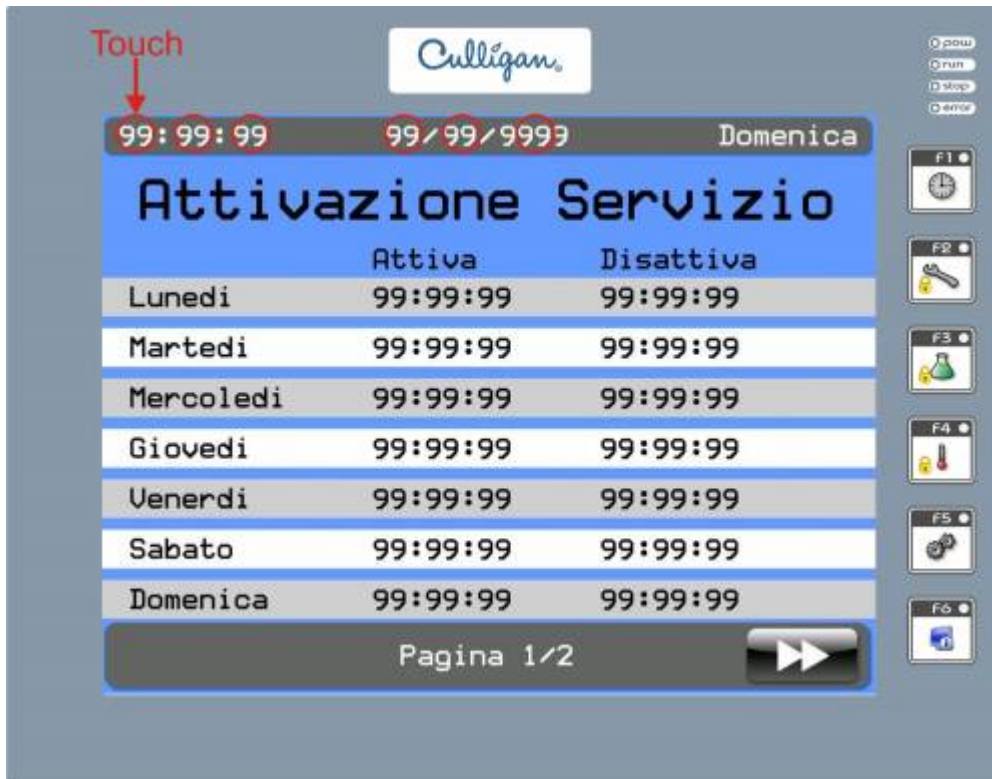 Touch
Culligan®
pow
run
stop
error
99:99:99 99/99/9999 Domenica
Attivazione Servizio
Attiva Disattiva
Lunedi 99:99:99 99:99:99
Martedi 99:99:99 99:99:99
Mercoledi 99:99:99 99:99:99
Giovedi 99:99:99 99:99:99
Venerdi 99:99:99 99:99:99
Sabato 99:99:99 99:99:99
Domenica 99:99:99 99:99:99
Pagina 1/2
F1
F2
F3
F4
F5
F6